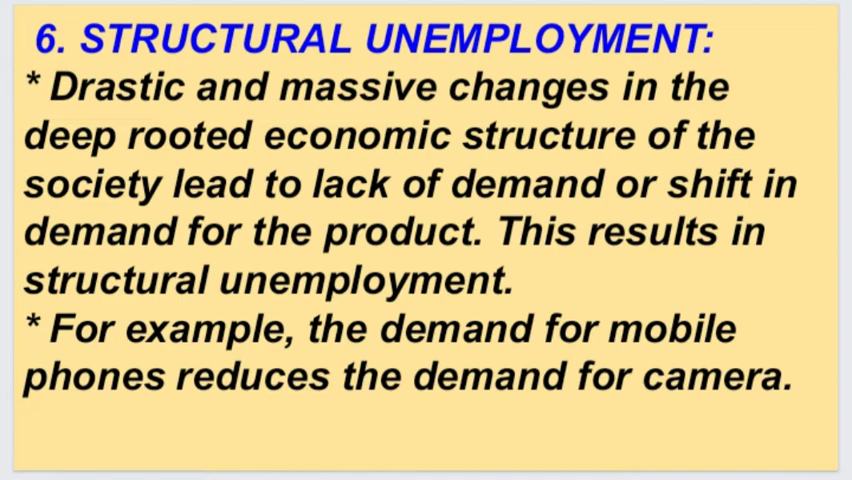 6. STRUCTURAL UNEMPLOYMENT:
* Drastic and massive changes in the
deep rooted economic structure of the
society lead to lack of demand or shift in
demand for the product. This results in
structural unemployment.
* For example, the demand for mobile
phones reduces the demand for camera.